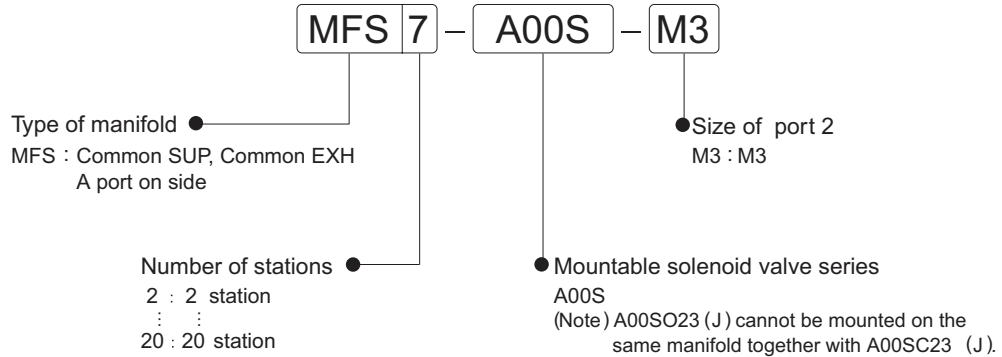 MFS 7 – A00S – M3
Type of manifold
MFS : Common SUP, Common EXH
A port on side
Size of port 2
M3 : M3
Number of stations
2 : 2 station
⋮ ⋮
20 : 20 station
Mountable solenoid valve series
A00S
(Note) A00SO23 (J) cannot be mounted on the
same manifold together with A00SC23 (J).